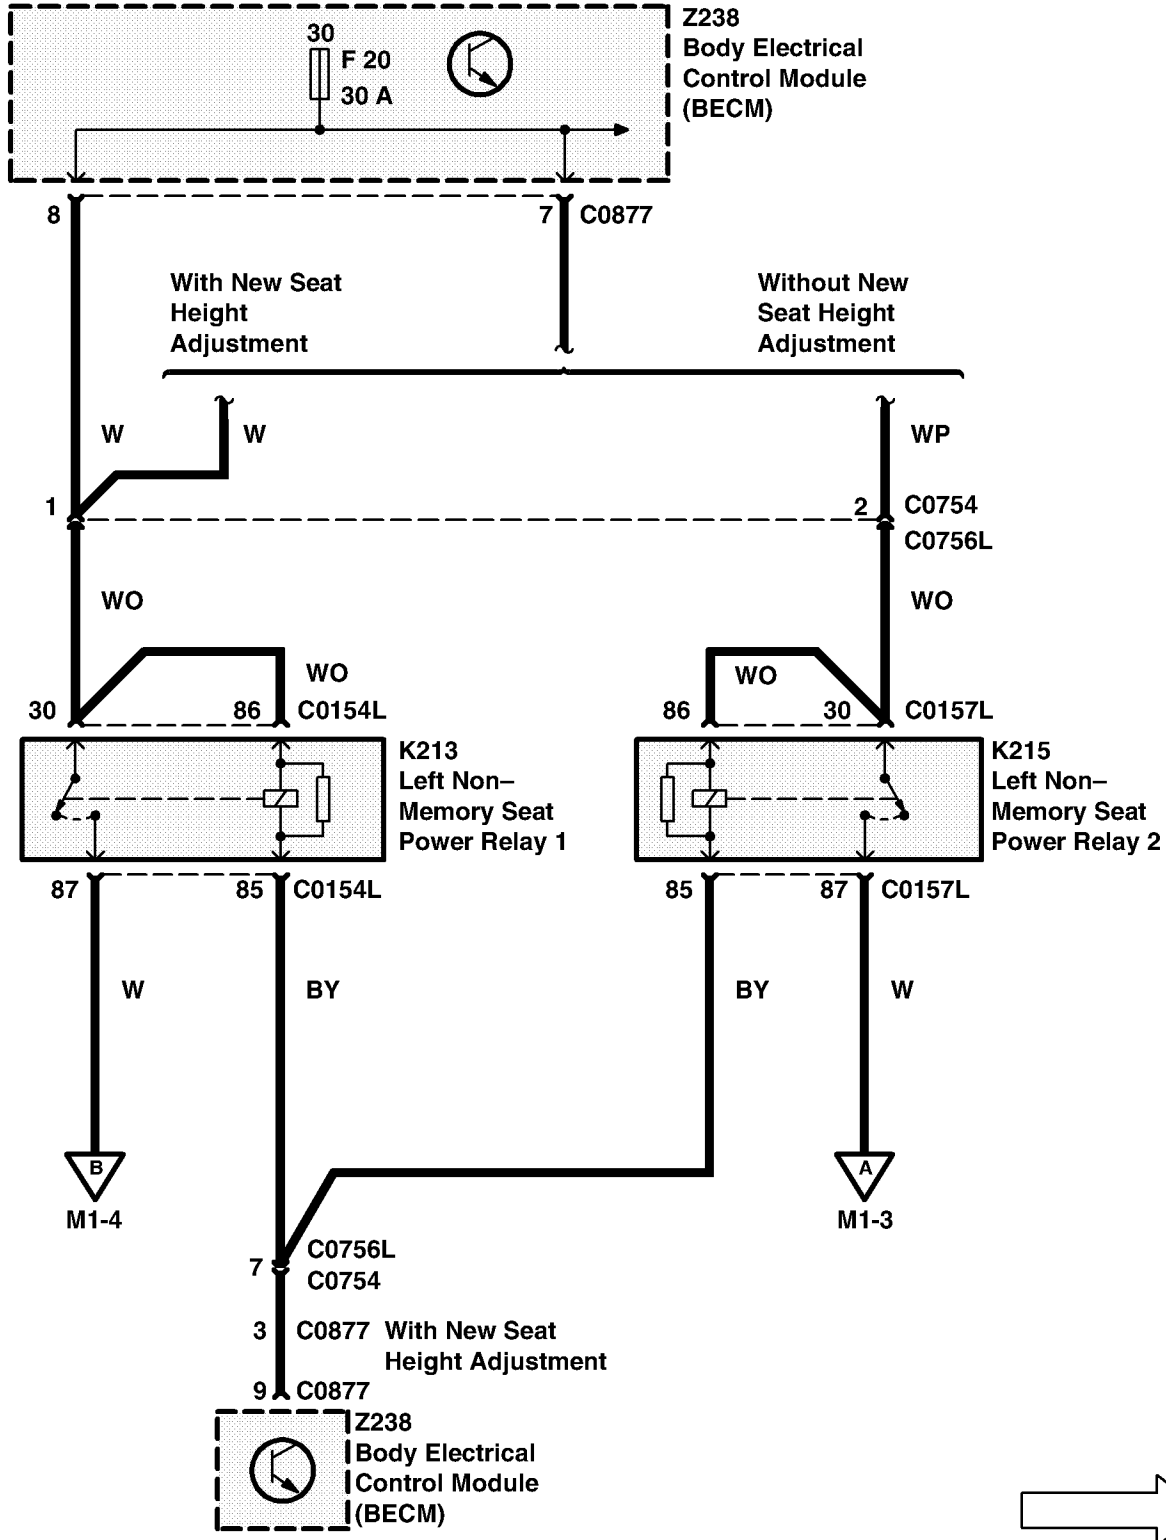 Z238
Body Electrical
Control Module
(BECM)
30
F 20
30 A
8
7
C0877
With New Seat
Height
Adjustment
Without New
Seat Height
Adjustment
W
W
WP
1
2
C0754
C0756L
WO
WO
WO
WO
30
86
C0154L
86
30
C0157L
K213
Left Non–
Memory Seat
Power Relay 1
K215
Left Non–
Memory Seat
Power Relay 2
87
85
C0154L
85
87
C0157L
W
BY
BY
W
B
M1-4
A
M1-3
7
C0756L
C0754
3
C0877 With New Seat
Height Adjustment
9
C0877
Z238
Body Electrical
Control Module
(BECM)